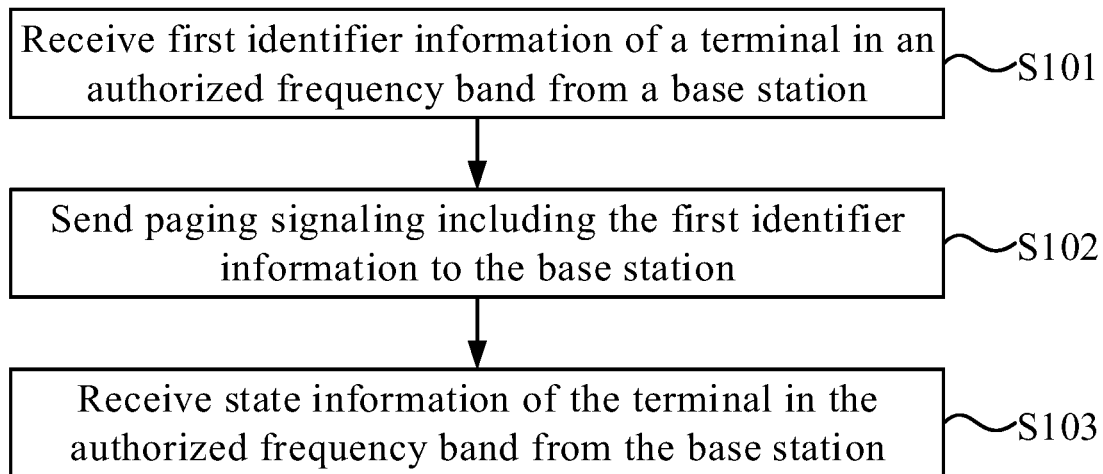 Receive first identifier information of a terminal in an
authorized frequency band from a base station
S101
Send paging signaling including the first identifier
information to the base station
S102
Receive state information of the terminal in the
authorized frequency band from the base station
S103